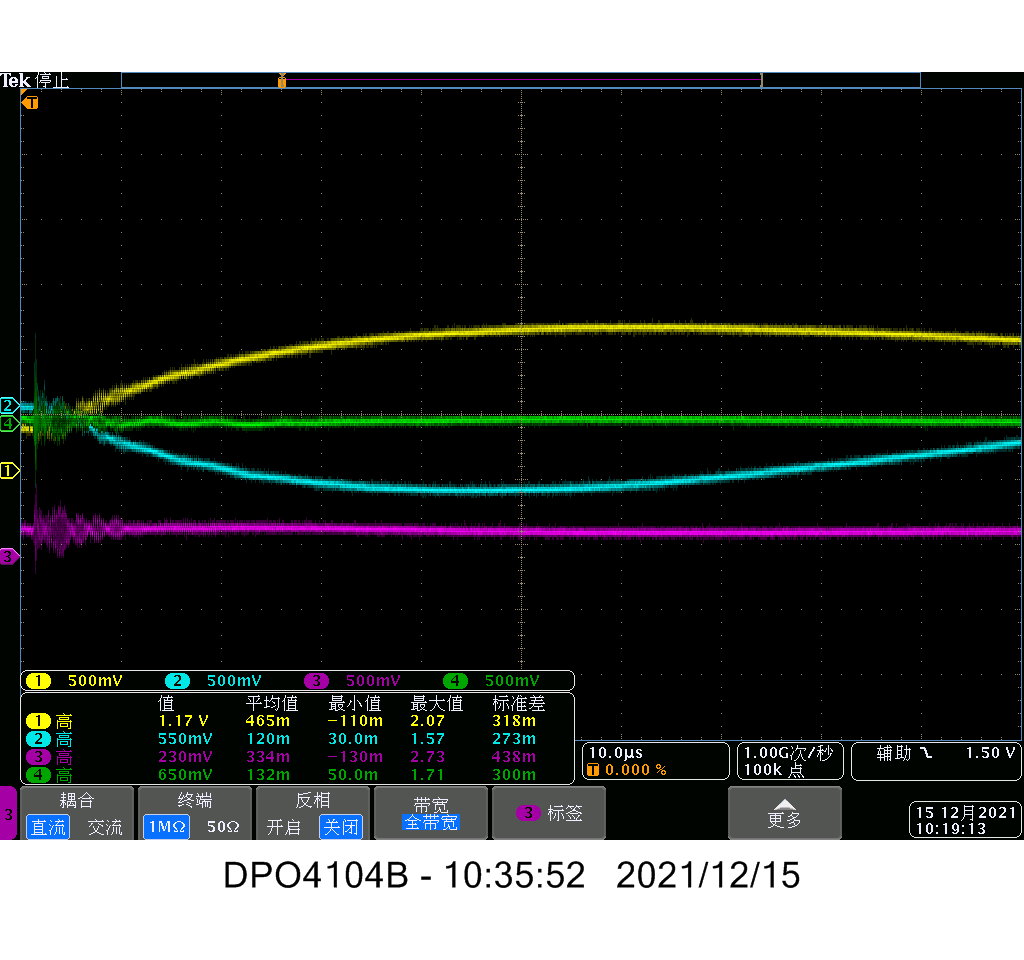 Tek 停止
T
T
2
4
1
3
1 500mV 2 500mV 3 500mV 4 500mV
值 平均值 最小值 最大值 标准差
1 高 1.17 V 465m −110m 2.07 318m
2 高 550mV 120m 30.0m 1.57 273m
3 高 230mV 334m −130m 2.73 438m
4 高 650mV 132m 50.0m 1.71 300m
10.0µs
T 0.000 %
1.00G次/秒
100k 点
辅助 1.50 V
3
耦合
直流 交流
终端
1MΩ 50Ω
反相
开启 关闭
带宽
全带宽
3 标签
更多
15 12月2021
10:19:13
DPO4104B - 10:35:52 2021/12/15